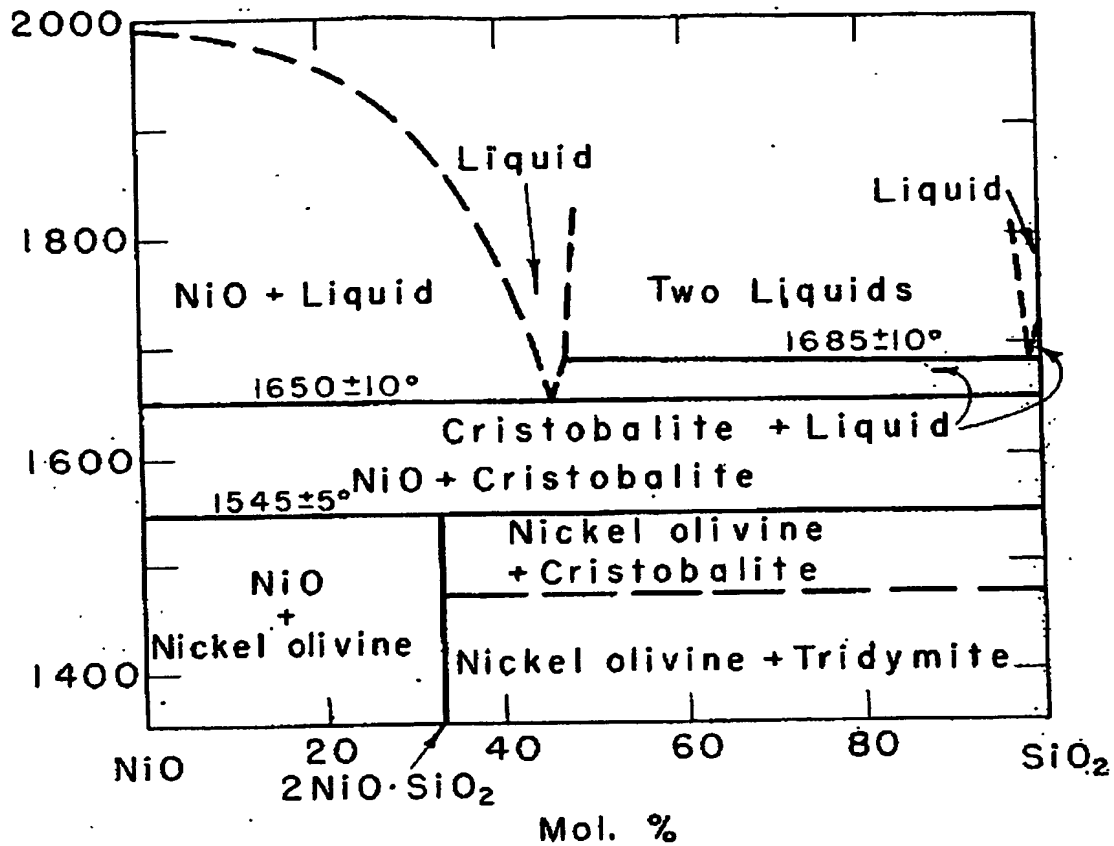 2000
Liquid
Liquid
1800
NiO + Liquid
Two Liquids
1685±10°
1650±10°
Cristobalite + Liquid
1600
NiO + Cristobalite
1545±5°
Nickel olivine
+ Cristobalite
NiO
+
Nickel olivine
Nickel olivine + Tridymite
1400
20
40
60
80
NiO
2NiO·SiO₂
SiO₂
Mol. %